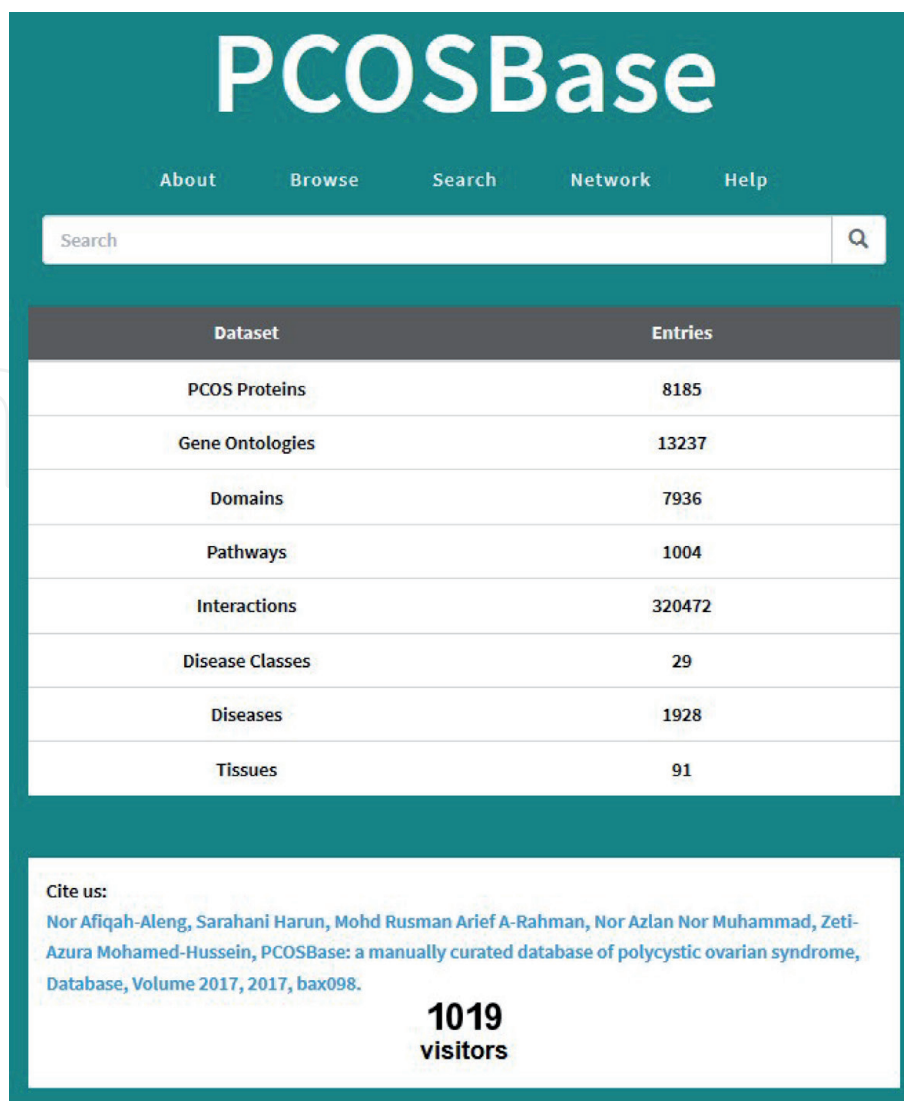 PCOSBase
About Browse Search Network Help
Search
Dataset Entries
PCOS Proteins 8185
Gene Ontologies 13237
Domains 7936
Pathways 1004
Interactions 320472
Disease Classes 29
Diseases 1928
Tissues 91
Cite us:
Nor Afiqah-Aleng, Sarahani Harun, Mohd Rusman Arief A-Rahman, Nor Azlan Nor Muhammad, Zeti-
Azura Mohamed-Hussein, PCOSBase: a manually curated database of polycystic ovarian syndrome,
Database, Volume 2017, 2017, bax098.
1019
visitors